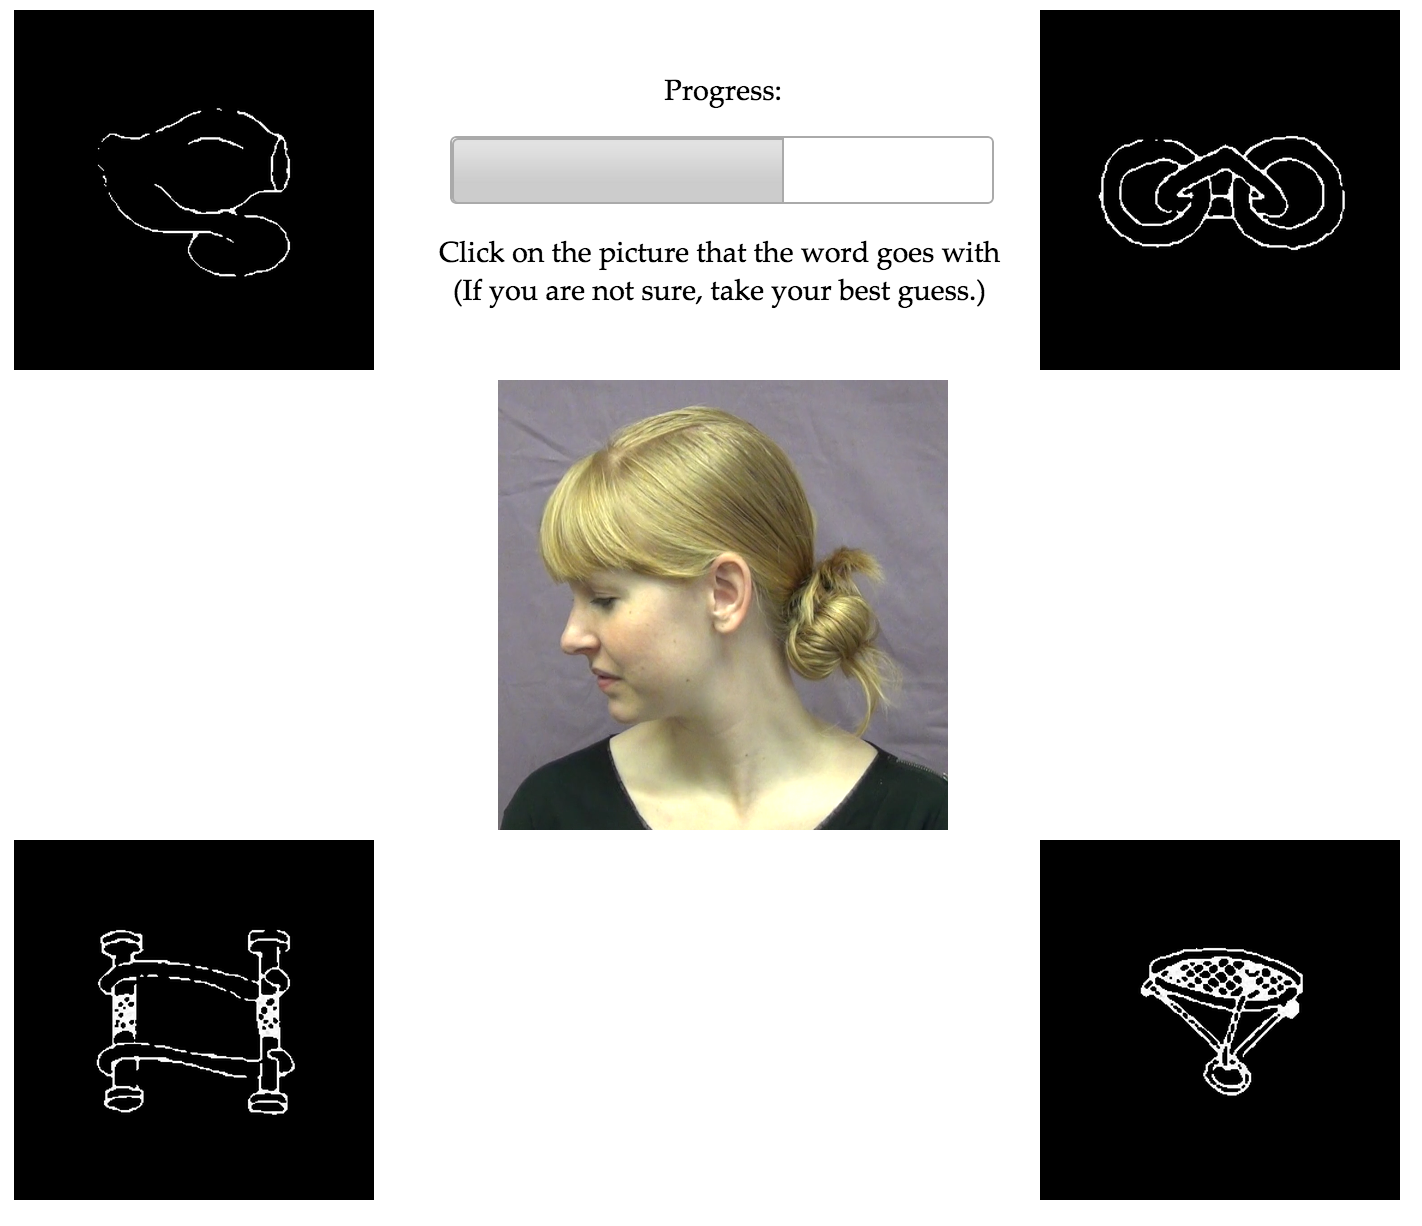 Progress:
Click on the picture that the word goes with
(If you are not sure, take your best guess.)